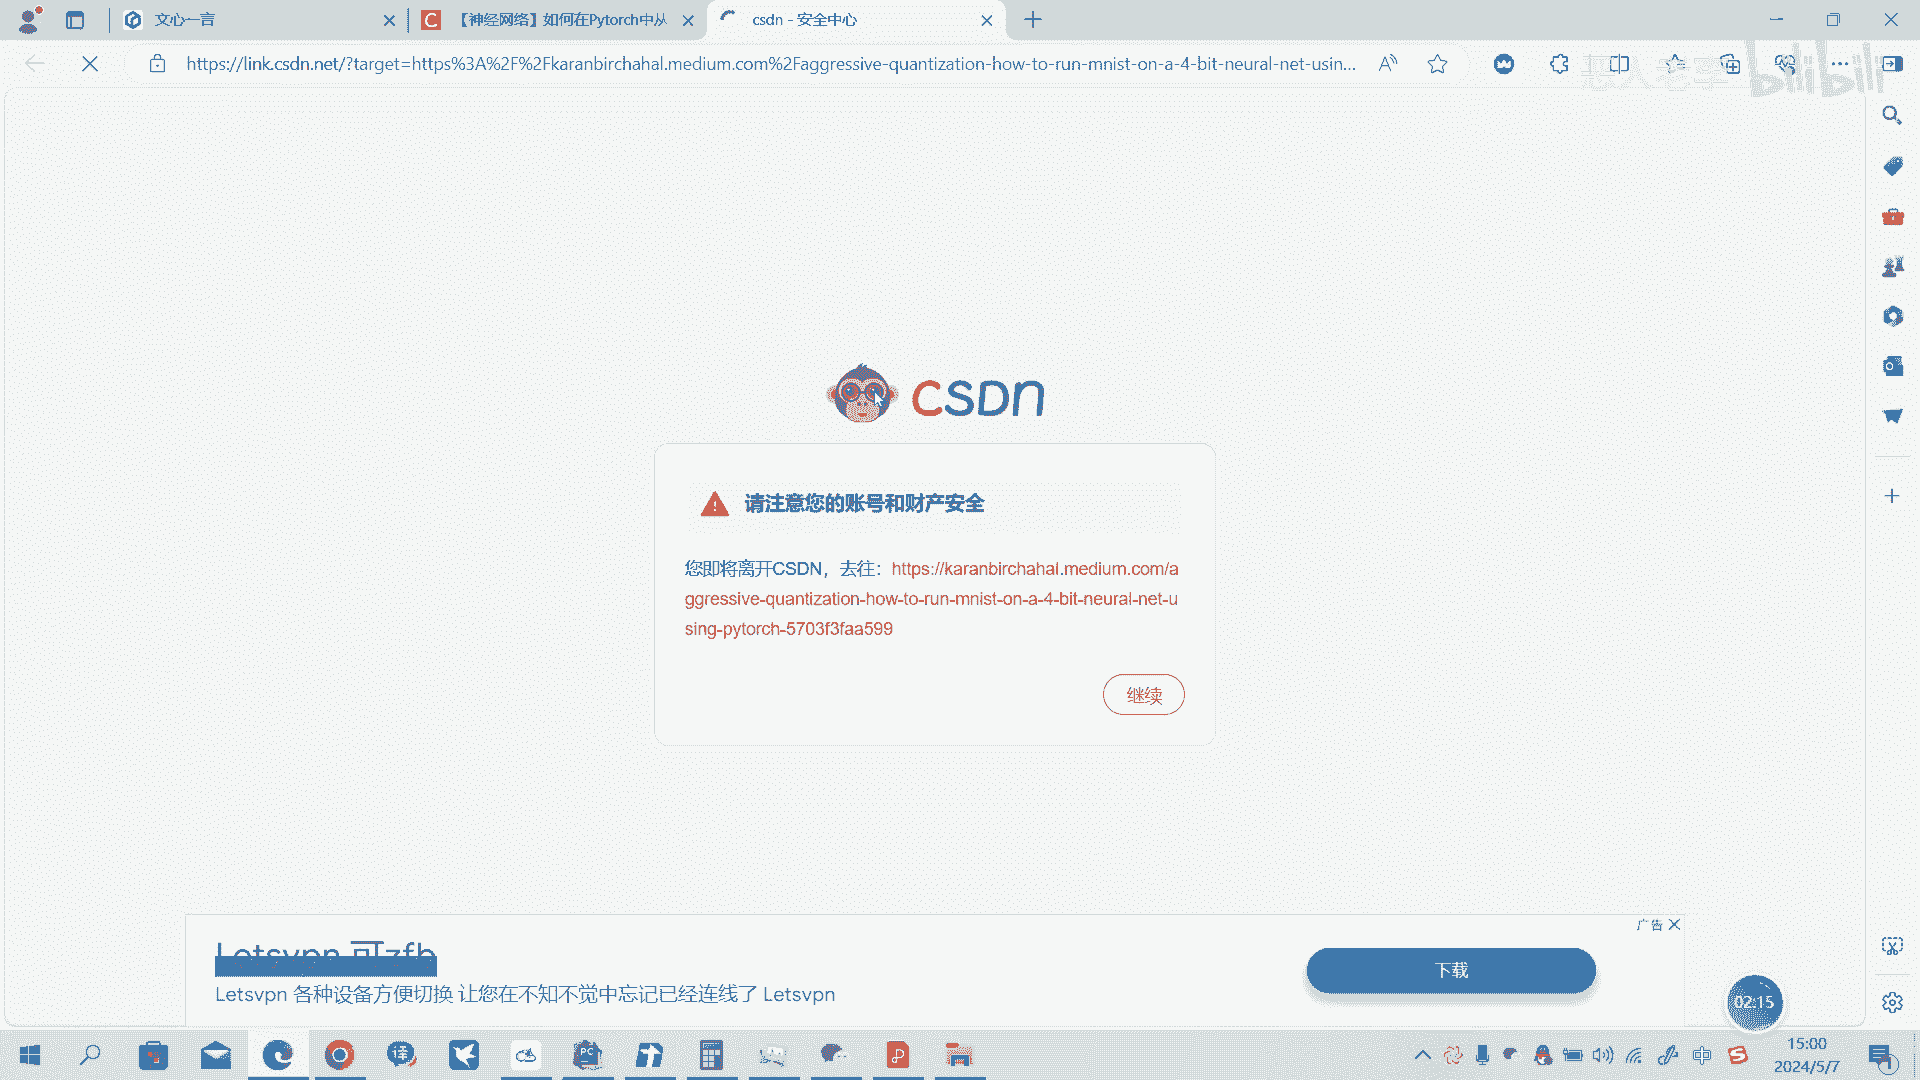 文心一言
【神经网络】如何在Pytorch中从
csdn - 安全中心
https://link.csdn.net/?target=https%3A%2F%2Fkaranbirchahal.medium.com%2Faggressive-quantization-how-to-run-mnist-on-a-4-bit-neural-net-usin...
bilibili
CSDN
请注意您的账号和财产安全
您即将离开CSDN，去往：https://karanbirchahal.medium.com/a
ggressive-quantization-how-to-run-mnist-on-a-4-bit-neural-net-u
sing-pytorch-5703f3faa599
继续
广告
Letsvpn 可zfb
下载
Letsvpn 各种设备方便切换 让您在不知不觉中忘记已经连线了 Letsvpn
02:15
15:00
2024/5/7